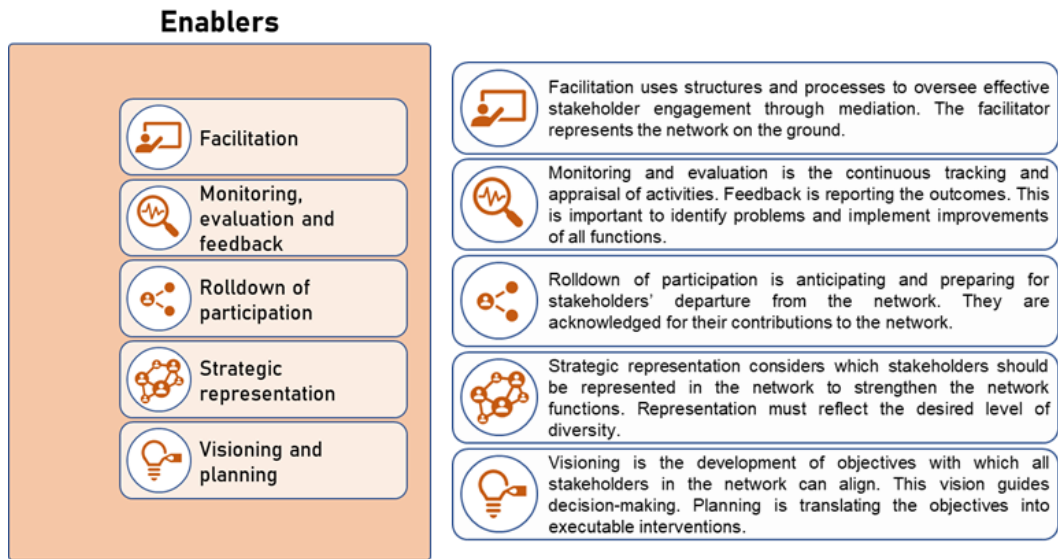 Enablers
Facilitation
Monitoring,
evaluation and
feedback
Rolldown of
participation
Strategic
representation
Visioning and
planning
Facilitation uses structures and processes to oversee effective
stakeholder engagement through mediation. The facilitator
represents the network on the ground.
Monitoring and evaluation is the continuous tracking and
appraisal of activities. Feedback is reporting the outcomes. This
is important to identify problems and implement improvements
of all functions.
Rolldown of participation is anticipating and preparing for
stakeholders’ departure from the network. They are
acknowledged for their contributions to the network.
Strategic representation considers which stakeholders should
be represented in the network to strengthen the network
functions. Representation must reflect the desired level of
diversity.
Visioning is the development of objectives with which all
stakeholders in the network can align. This vision guides
decision-making. Planning is translating the objectives into
executable interventions.